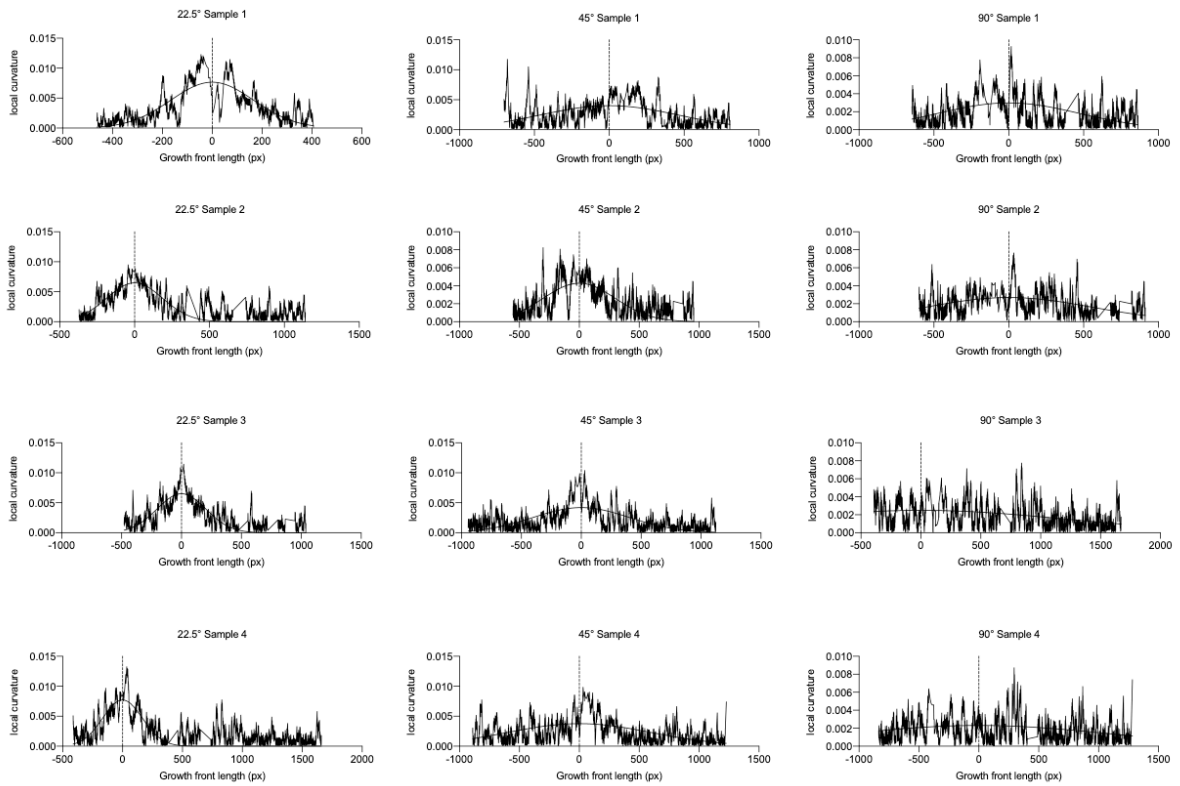 22.5° Sample 1
local curvature
0.015
0.010
0.005
0.000
-600 -400 -200 0 200 400 600
Growth front length (px)
45° Sample 1
local curvature
0.015
0.010
0.005
0.000
-1000 -500 0 500 1000
Growth front length (px)
90° Sample 1
local curvature
0.010
0.008
0.006
0.004
0.002
0.000
-1000 -500 0 500 1000
Growth front length (px)
22.5° Sample 2
local curvature
0.015
0.010
0.005
0.000
-500 0 500 1000 1500
Growth front length (px)
45° Sample 2
local curvature
0.010
0.008
0.006
0.004
0.002
0.000
-1000 -500 0 500 1000
Growth front length (px)
90° Sample 2
local curvature
0.010
0.008
0.006
0.004
0.002
0.000
-1000 -500 0 500 1000
Growth front length (px)
22.5° Sample 3
local curvature
0.015
0.010
0.005
0.000
-1000 -500 0 500 1000 1500
Growth front length (px)
45° Sample 3
local curvature
0.015
0.010
0.005
0.000
-1000 -500 0 500 1000 1500
Growth front length (px)
90° Sample 3
local curvature
0.010
0.008
0.006
0.004
0.002
0.000
-500 0 500 1000 1500 2000
Growth front length (px)
22.5° Sample 4
local curvature
0.015
0.010
0.005
0.000
-500 0 500 1000 1500 2000
Growth front length (px)
45° Sample 4
local curvature
0.015
0.010
0.005
0.000
-1000 -500 0 500 1000 1500
Growth front length (px)
90° Sample 4
local curvature
0.010
0.008
0.006
0.004
0.002
0.000
-1000 -500 0 500 1000 1500
Growth front length (px)